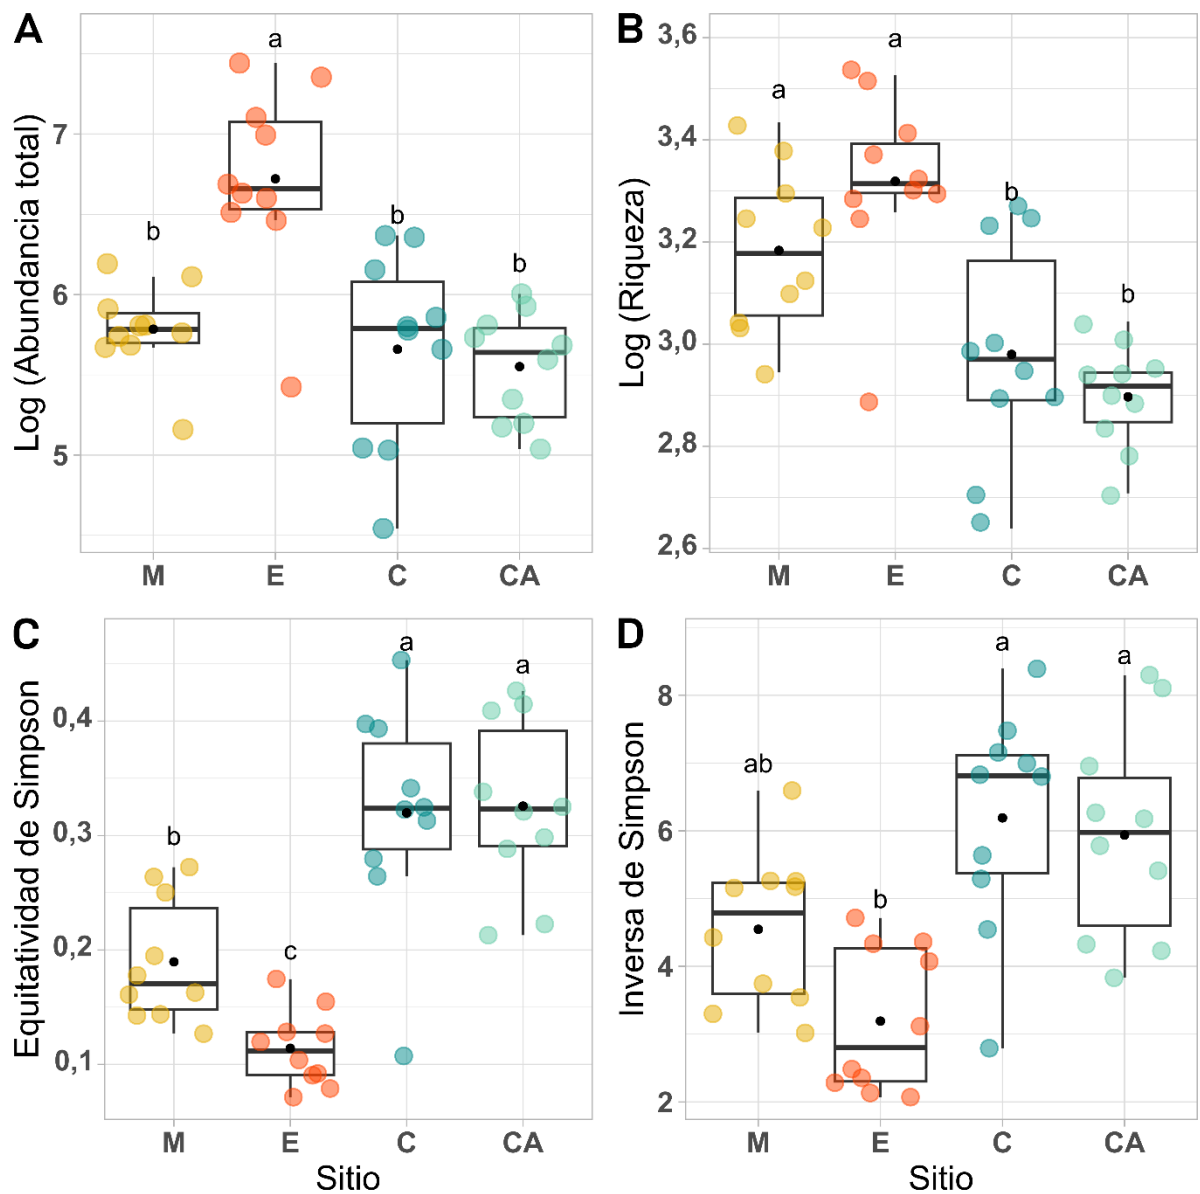 A
Log (Abundancia total)
7
6
5
b
a
b
b
M E C CA
B
Log (Riqueza)
3,6
3,4
3,2
3,0
2,8
2,6
a
a
b
b
M E C CA
C
Equitatividad de Simpson
0,4
0,3
0,2
0,1
b
c
a
a
M E C CA
Sitio
D
Inversa de Simpson
8
6
4
2
ab
b
a
a
M E C CA
Sitio